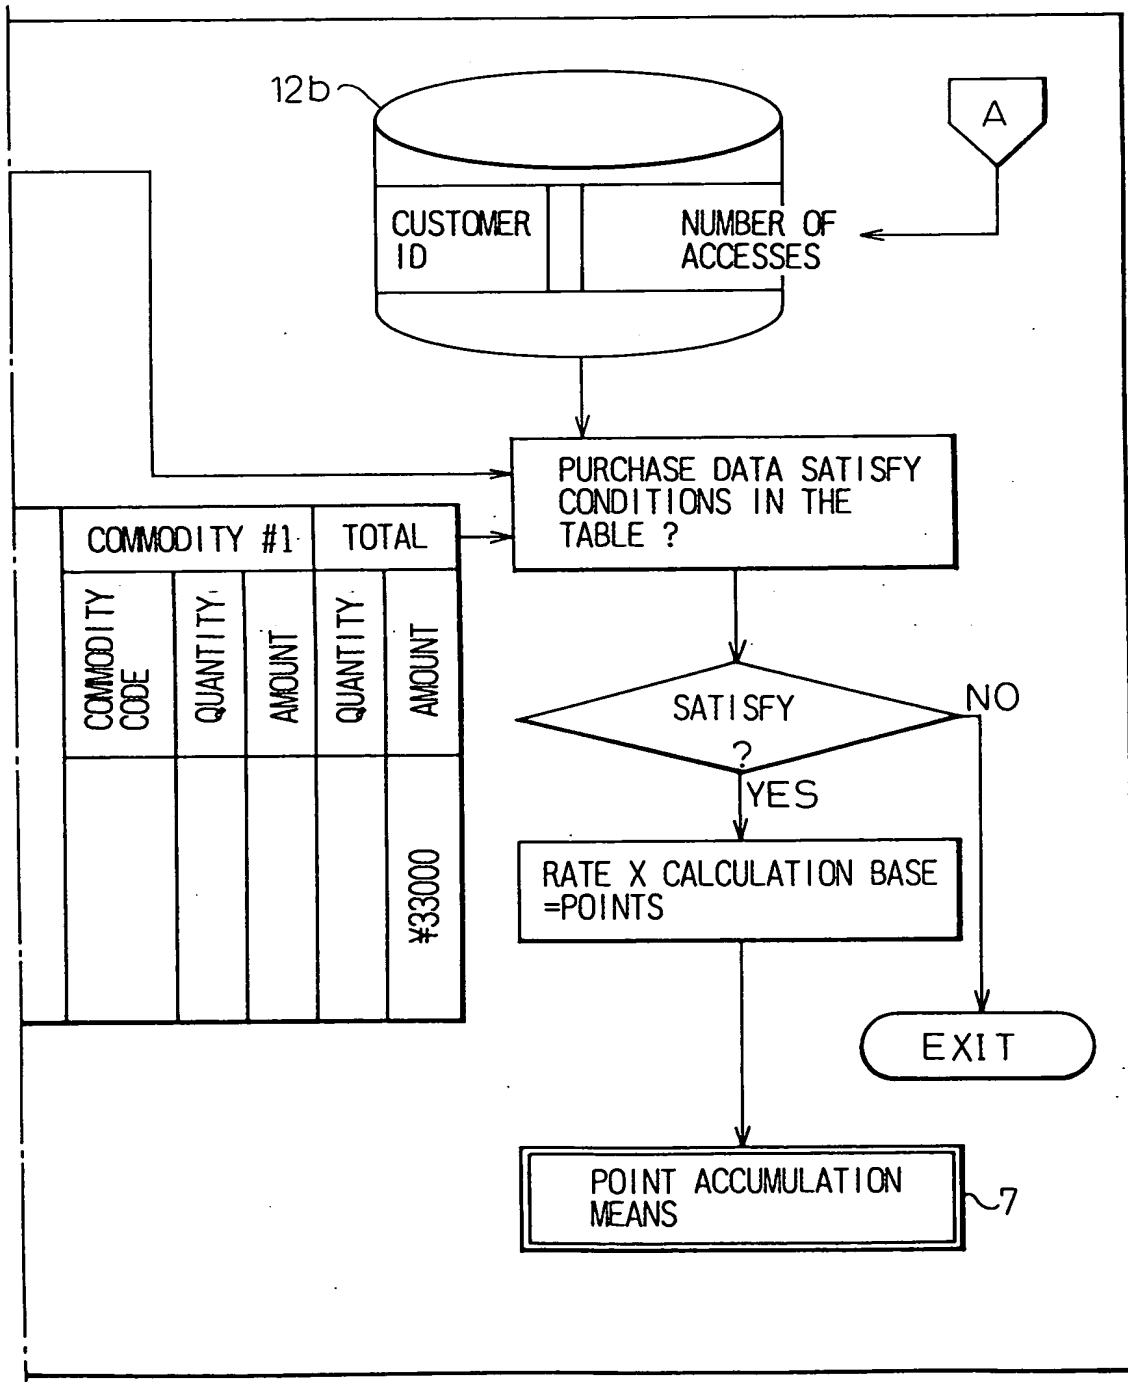 12b
A
CUSTOMER
ID
NUMBER OF
ACCESSES
PURCHASE DATA SATISFY
CONDITIONS IN THE
TABLE ?
COMMODITY #1
TOTAL
COMMODITY
CODE
QUANTITY
AMOUNT
QUANTITY
AMOUNT
¥33000
SATISFY
?
NO
YES
RATE X CALCULATION BASE
=POINTS
EXIT
POINT ACCUMULATION
MEANS
7